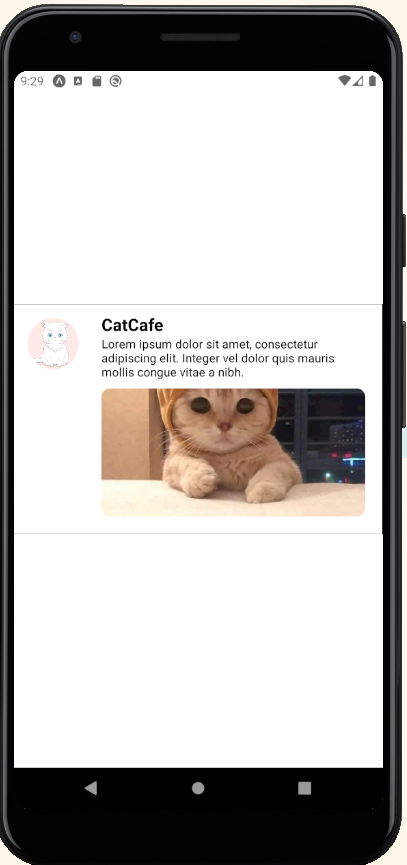 9:29
CatCafe
Lorem ipsum dolor sit amet, consectetur
adipiscing elit. Integer vel dolor quis mauris
mollis congue vitae a nibh.